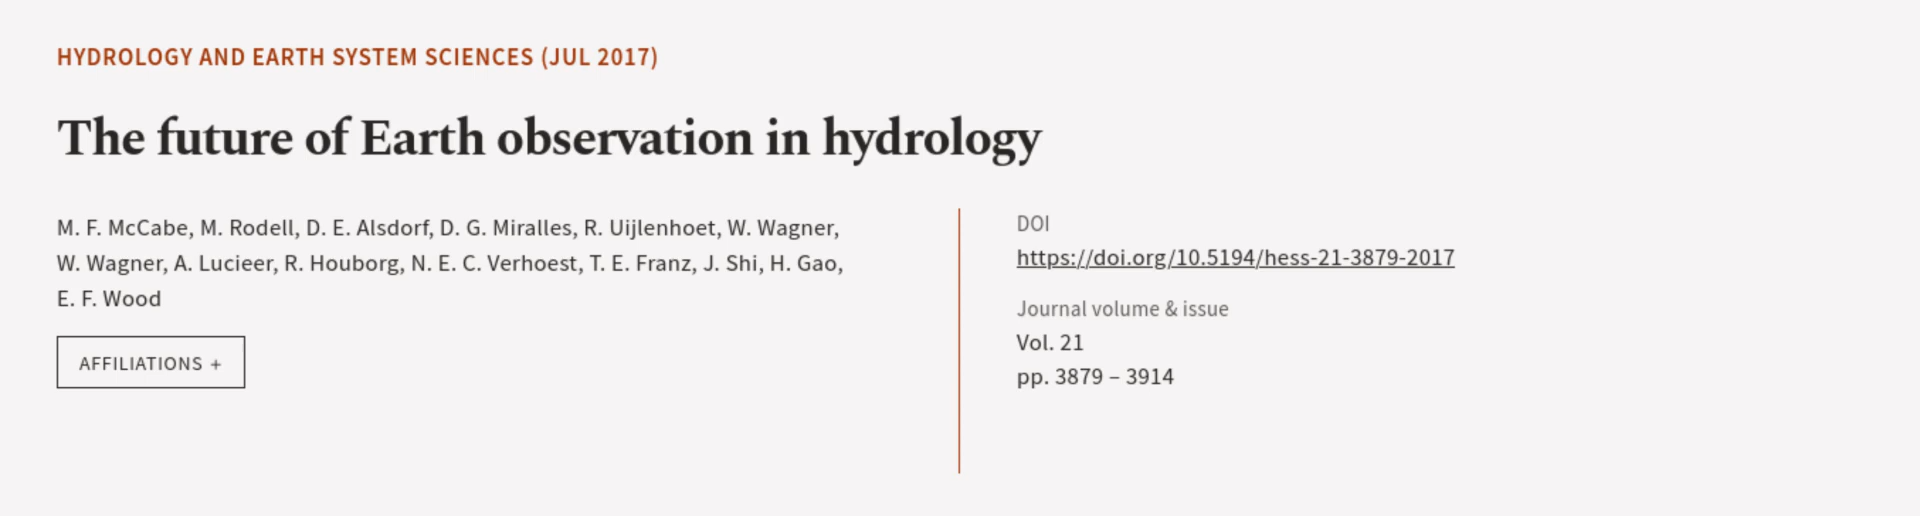 HYDROLOGY AND EARTH SYSTEM SCIENCES (JUL 2017)
The future of Earth observation in hydrology
M. F. McCabe, M. Rodell, D. E. Alsdorf, D. G. Miralles, R. Uijlenhoet, W. Wagner,
W. Wagner, A. Lucieer, R. Houborg, N. E. C. Verhoest, T. E. Franz, J. Shi, H. Gao,
E. F. Wood
AFFILIATIONS +
DOI
https://doi.org/10.5194/hess-21-3879-2017
Journal volume & issue
Vol. 21
pp. 3879 – 3914